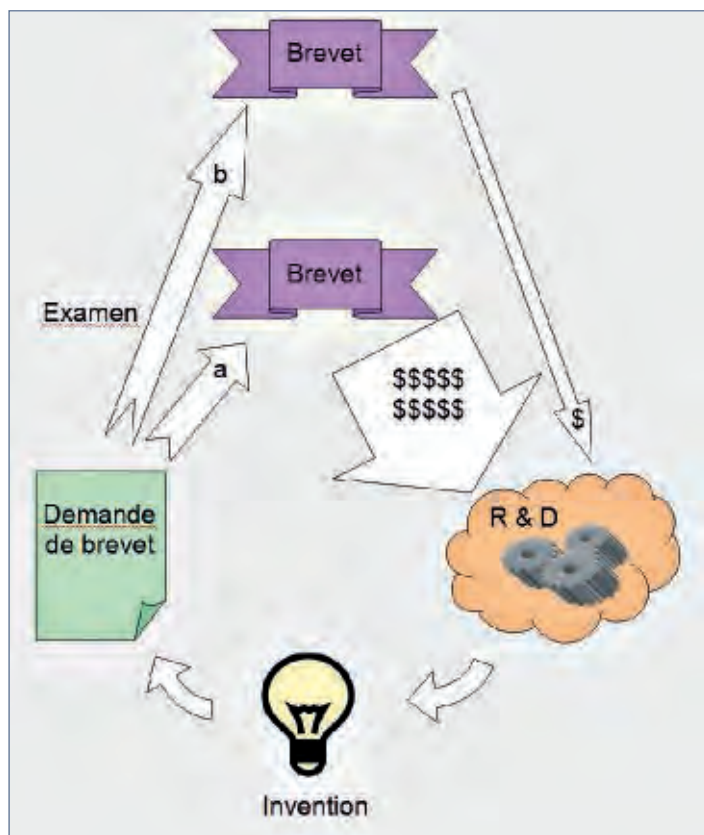 Brevet
b
Brevet
Examen
a
$$$$$
$$$$$
$
Demande
de brevet
R & D
Invention